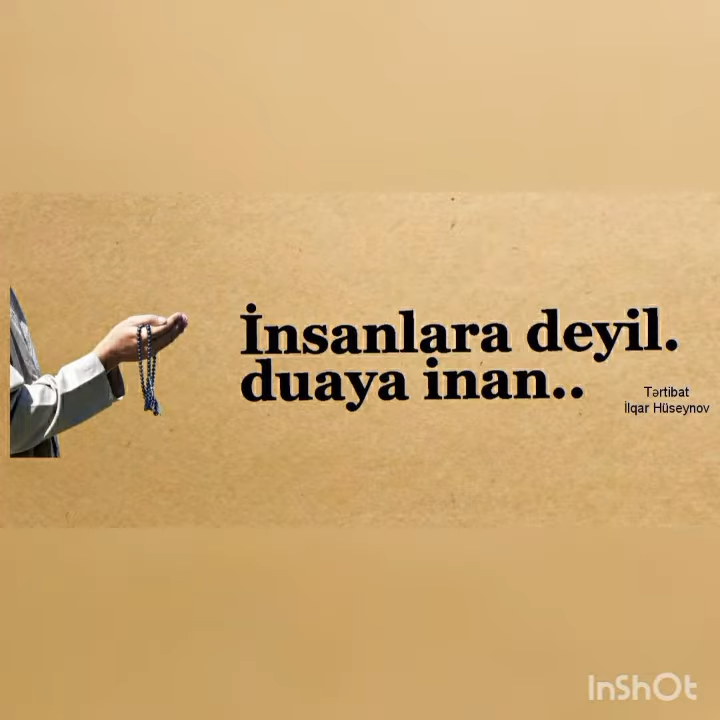 İnsanlara deyil.
duaya inan..
Tərtibat
İlqar Hüseynov
InShOt